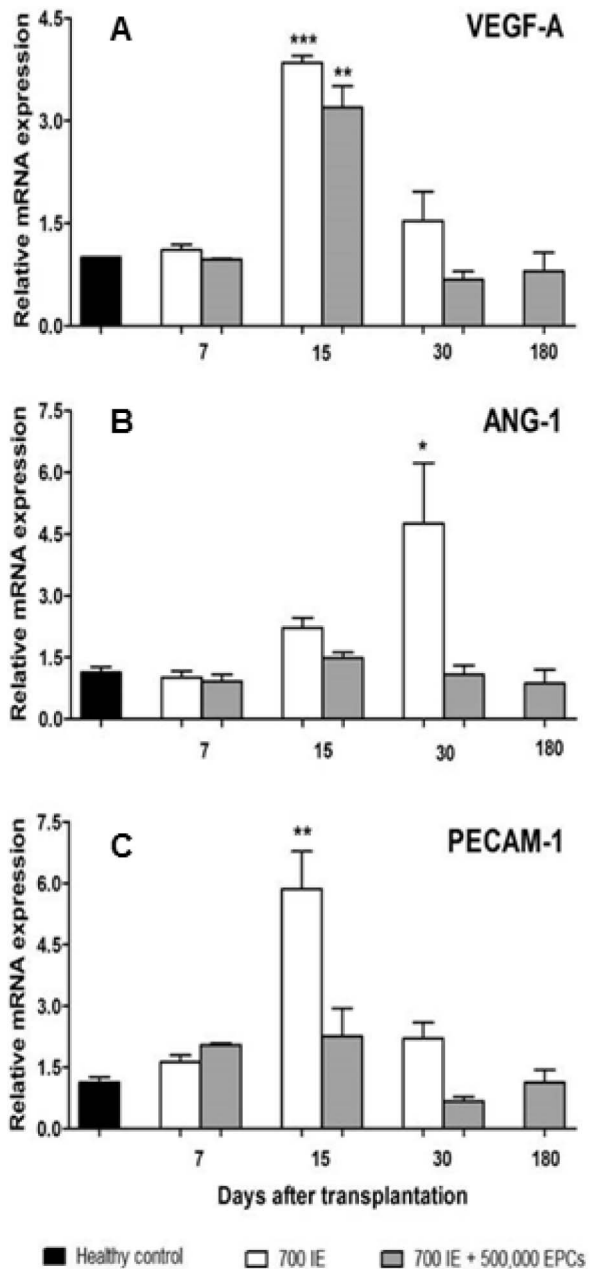 A
VEGF-A
Relative mRNA expression
4.5
3.0
1.5
0.0
***
**
7 15 30 180
B
ANG-1
Relative mRNA expression
7.5
6.0
4.5
3.0
1.5
0.0
*
7 15 30 180
C
PECAM-1
Relative mRNA expression
7.5
6.0
4.5
3.0
1.5
0.0
**
7 15 30 180
Days after transplantation
Healthy control 700 IE 700 IE + 500,000 EPCs